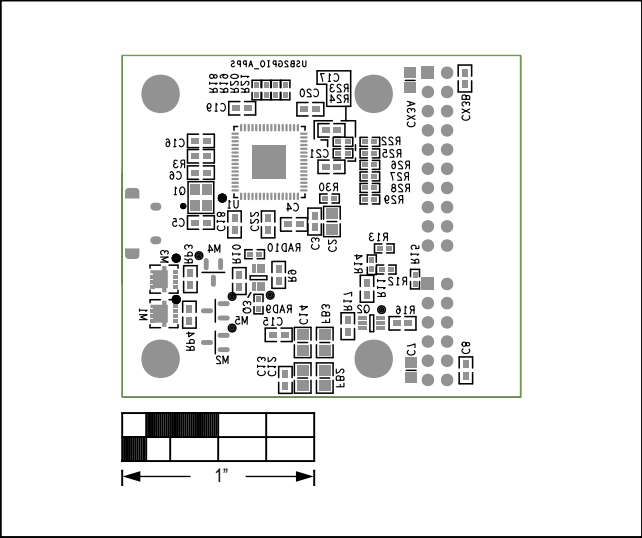 USB2GPIO_APPS
R18
R19
R20
R21
C17
R23
R24
C20
C19
CX3A
CX3B
C16
R3
C6
Q1
C5
C21
R22
R25
R26
R27
R28
R29
R30
U1
C18
C22
C4
C3
C2
M3
RP3
M4
R10
RAD10
R9
Q3
RAD9
C15
M1
RP4
M5
M2
C13
C12
C14
FB3
FB2
R13
R14
R12
R11
R15
R17
Q2
R16
C7
C8
1"